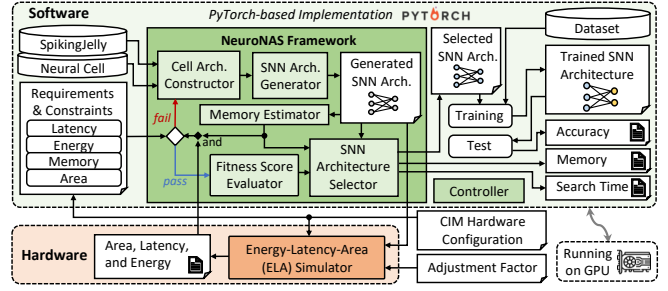 Software
PyTorch-based Implementation PYTORCH
SpikingJelly
Neural Cell
Requirements
& Constraints
Latency
Energy
Memory
Area
NeuroNAS Framework
Cell Arch.
Constructor
SNN Arch.
Generator
Generated
SNN Arch.
Memory Estimator
fail
and
pass
Fitness Score
Evaluator
SNN
Architecture
Selector
Controller
Selected
SNN Arch.
Dataset
Training
Trained SNN
Architecture
Test
Accuracy
Memory
Search Time
Hardware
Area, Latency,
and Energy
Energy-Latency-Area
(ELA) Simulator
CIM Hardware
Configuration
Adjustment Factor
Running
on GPU